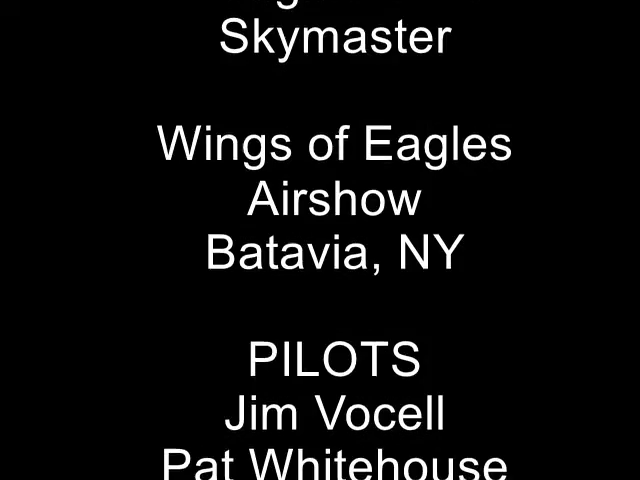 Skymaster
Wings of Eagles
Airshow
Batavia, NY
PILOTS
Jim Vocell
Pat Whitehouse